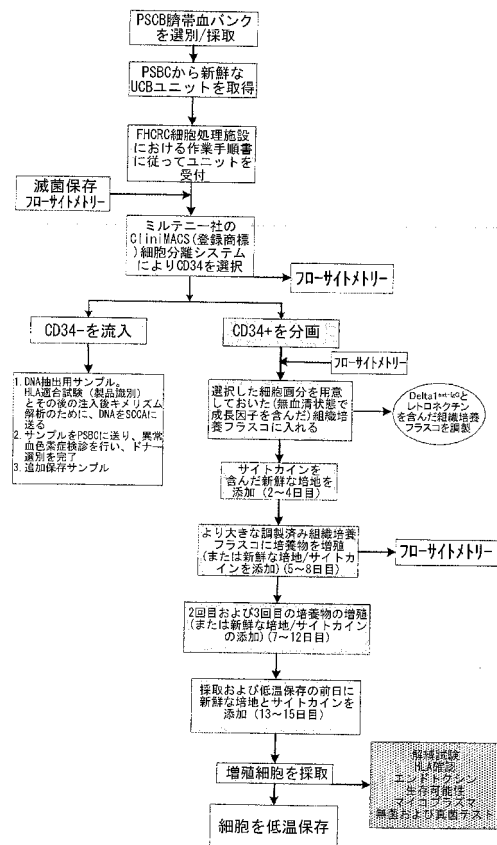 PSCB臍帯血バンク
を選別/採取
PSBCから新鮮な
UCBユニットを取得
FHCRC細胞処理施設
における作業手順書
に従ってユニットを
受付
滅菌保存
フローサイトメトリー
ミルテニー社の
CliniMACS(登録商標
)細胞分離システム
によりCD34を選択
フローサイトメトリー
CD34-を流入
CD34+を分画
フローサイトメトリー
1. DNA抽出用サンプル。
HLA適合試験(製品識別)
とその後の注入後キメリズム
解析のために、DNAをSCCAに
送る
2. サンプルをPSBCに送り、異常
血色素症検診を行い、ドナー
選別を完了
3. 追加保存サンプル
選択した細胞画分を用意
しておいた(無血清状態で
成長因子を含んだ)組織培
養フラスコに入れる
Delta1ext-IgGと
レトロネクチン
を含んだ組織培養
フラスコを調製
サイトカインを
含んだ新鮮な培地を
添加(2~4日目)
より大きな調製済み組織培養
フラスコに培養物を増殖
(または新鮮な培地/サイトカ
インを添加)(5~8日目)
フローサイトメトリー
2回目および3回目の培養物の増殖
(または新鮮な培地/サイトカイン
の添加)(7~12日目)
採取および低温保存の前日に
新鮮な培地とサイトカインを
添加(13~15日目)
増殖細胞を採取
解縛試験
HLA確認
エンドトクシン
生存可能性
マイコプラズマ
無菌および真菌テスト
細胞を低温保存